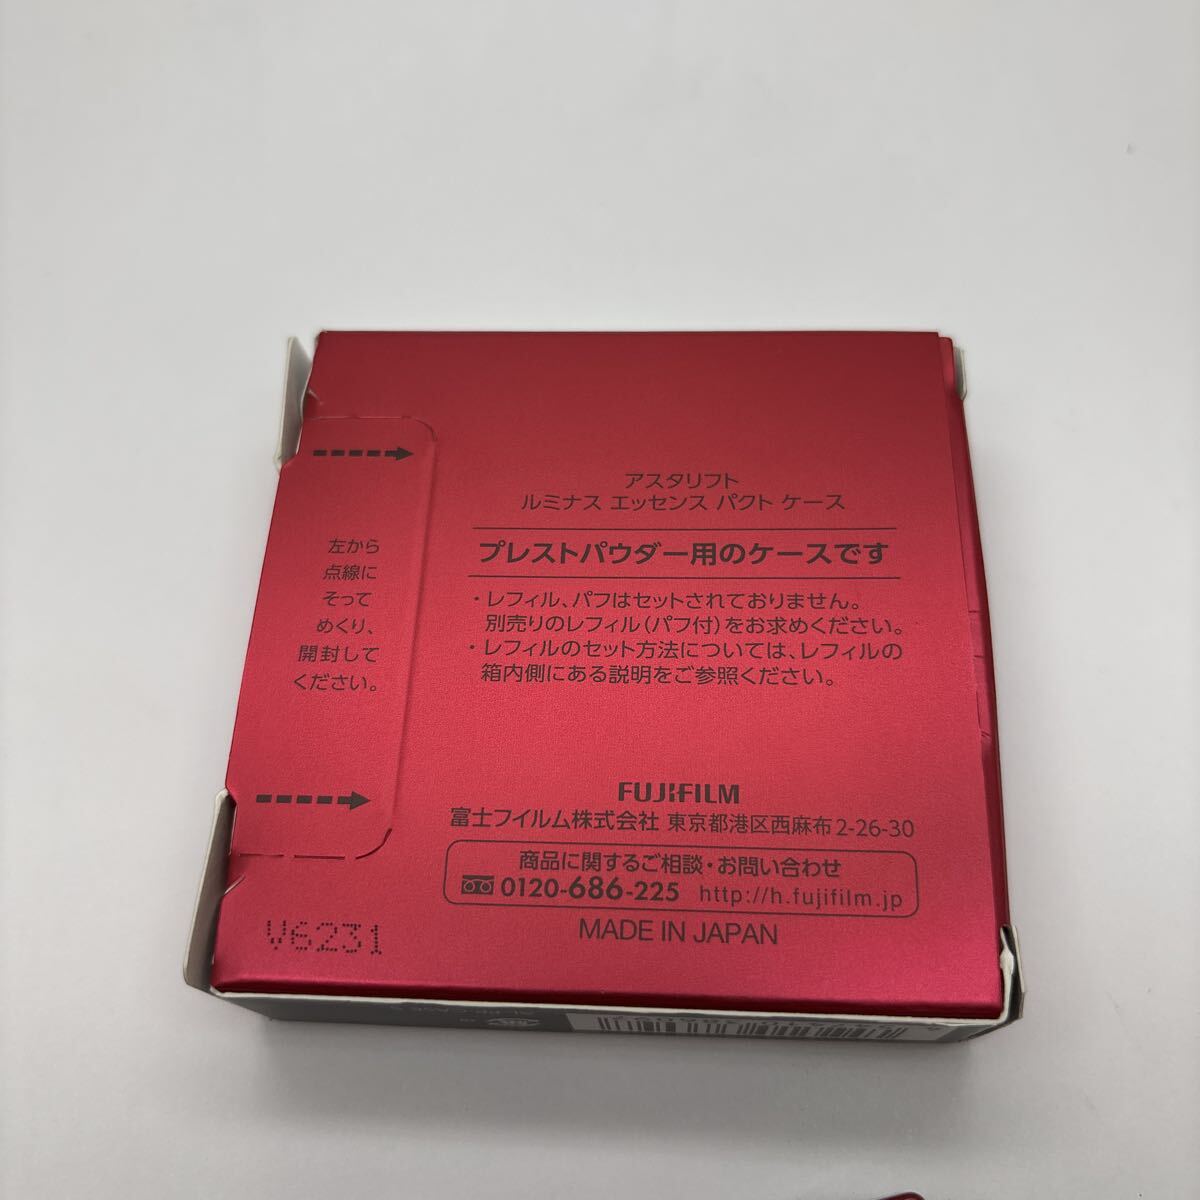 アスタリフト
ルミナス エッセンス パクト ケース
プレストパウダー用のケースです
・レフィル、パフはセットされておりません。
別売りのレフィル(パフ付)をお求めください。
・レフィルのセット方法については、レフィルの
箱内側にある説明をご参照ください。
左から
点線に
そって
めくり、
開封して
ください。
FUJIFILM
富士フイルム株式会社 東京都港区西麻布2-26-30
商品に関するご相談・お問い合わせ
0120-686-225 http://h.fujifilm.jp
MADE IN JAPAN
V6231